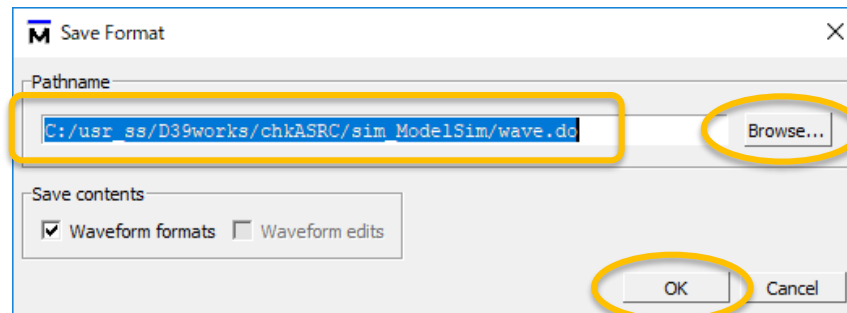 Save Format
Pathname
C:/usr_ss/D39works/chkASRC/sim_ModelSim/wave.do
Browse...
Save contents
Waveform formats
Waveform edits
OK
Cancel